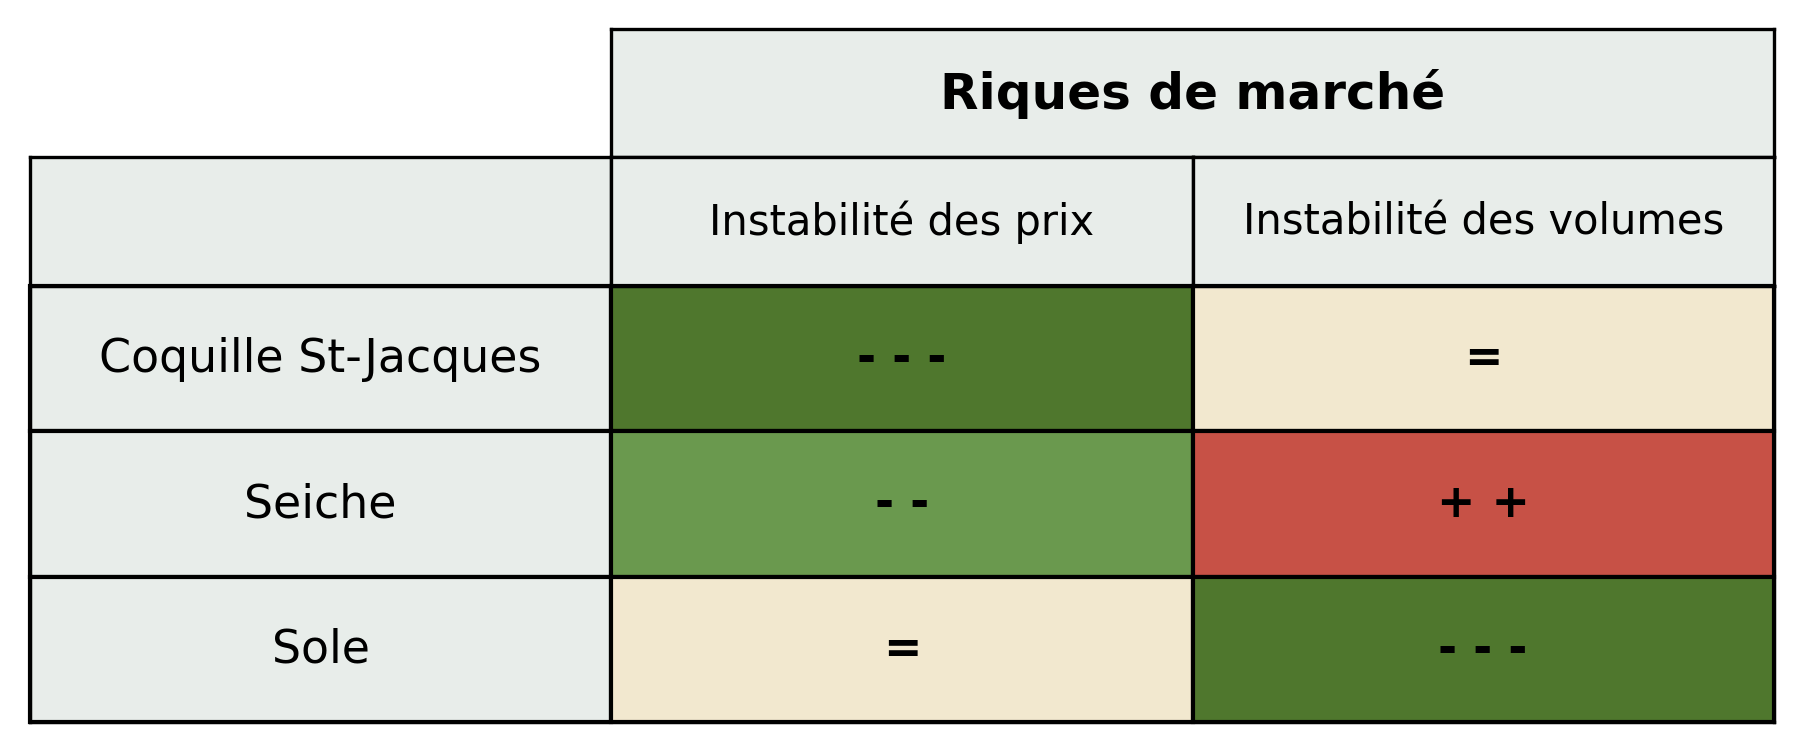 Riques de marché
Instabilité des prix Instabilité des volumes
Coquille St-Jacques - - - =
Seiche - - + +
Sole = - - -